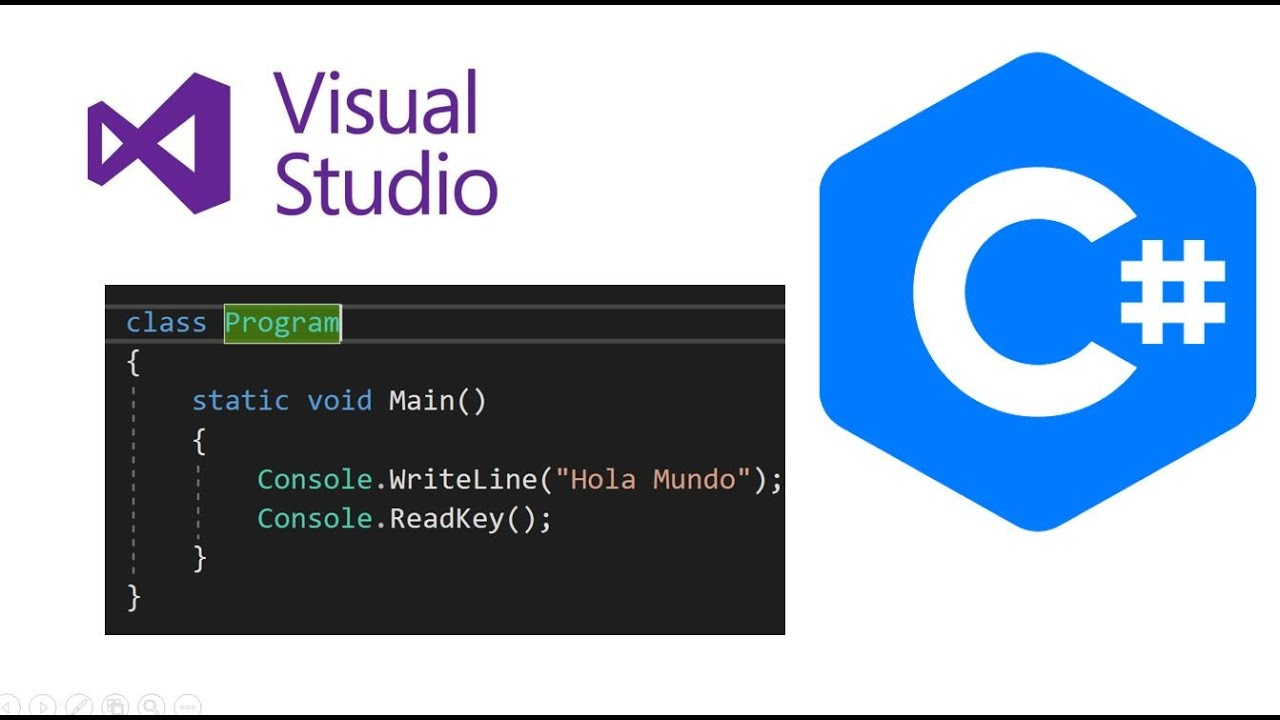 Visual
Studio
C#
class Program
{
    static void Main()
    {
        Console.WriteLine("Hola Mundo");
        Console.ReadKey();
    }
}